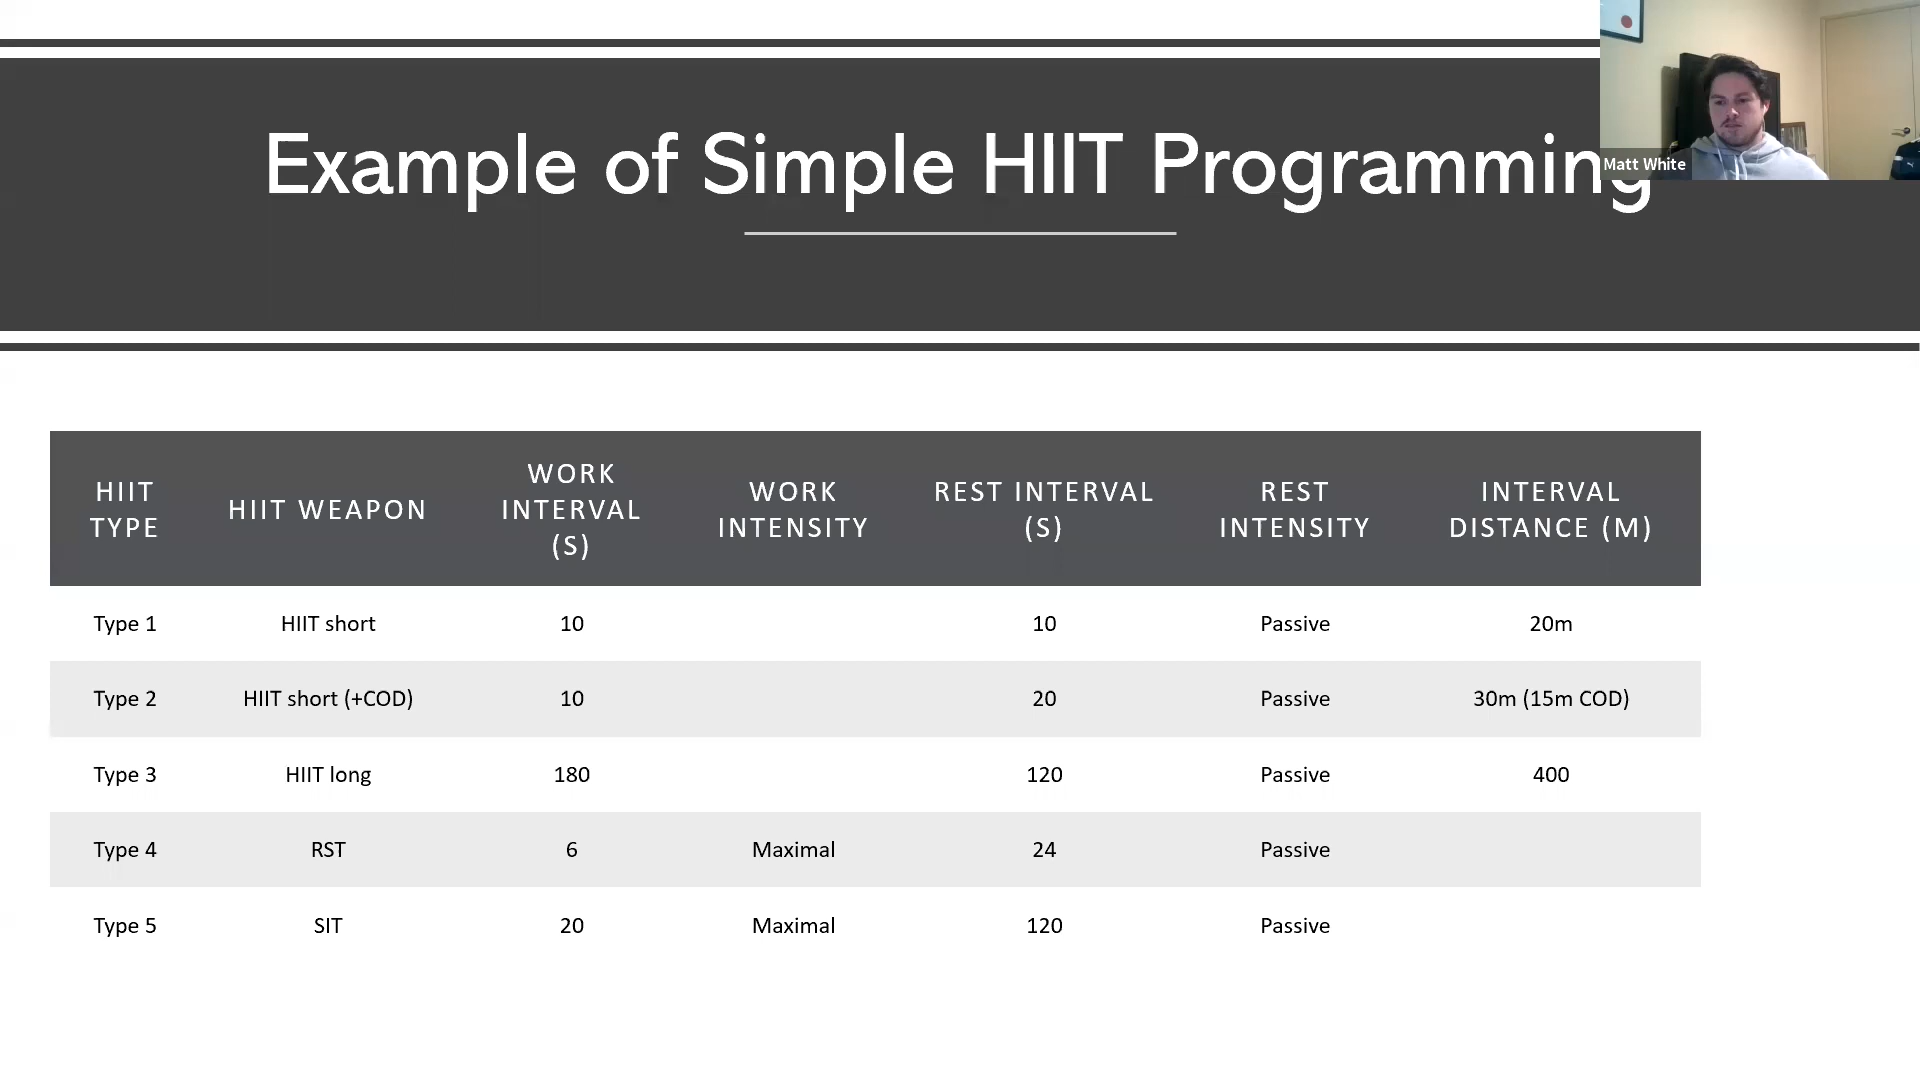 Example of Simple HIIT Programming
Matt White
HIIT TYPE
HIIT WEAPON
WORK INTERVAL (S)
WORK INTENSITY
REST INTERVAL (S)
REST INTENSITY
INTERVAL DISTANCE (M)
Type 1 HIIT short 10 10 Passive 20m
Type 2 HIIT short (+COD) 10 20 Passive 30m (15m COD)
Type 3 HIIT long 180 120 Passive 400
Type 4 RST 6 Maximal 24 Passive
Type 5 SIT 20 Maximal 120 Passive